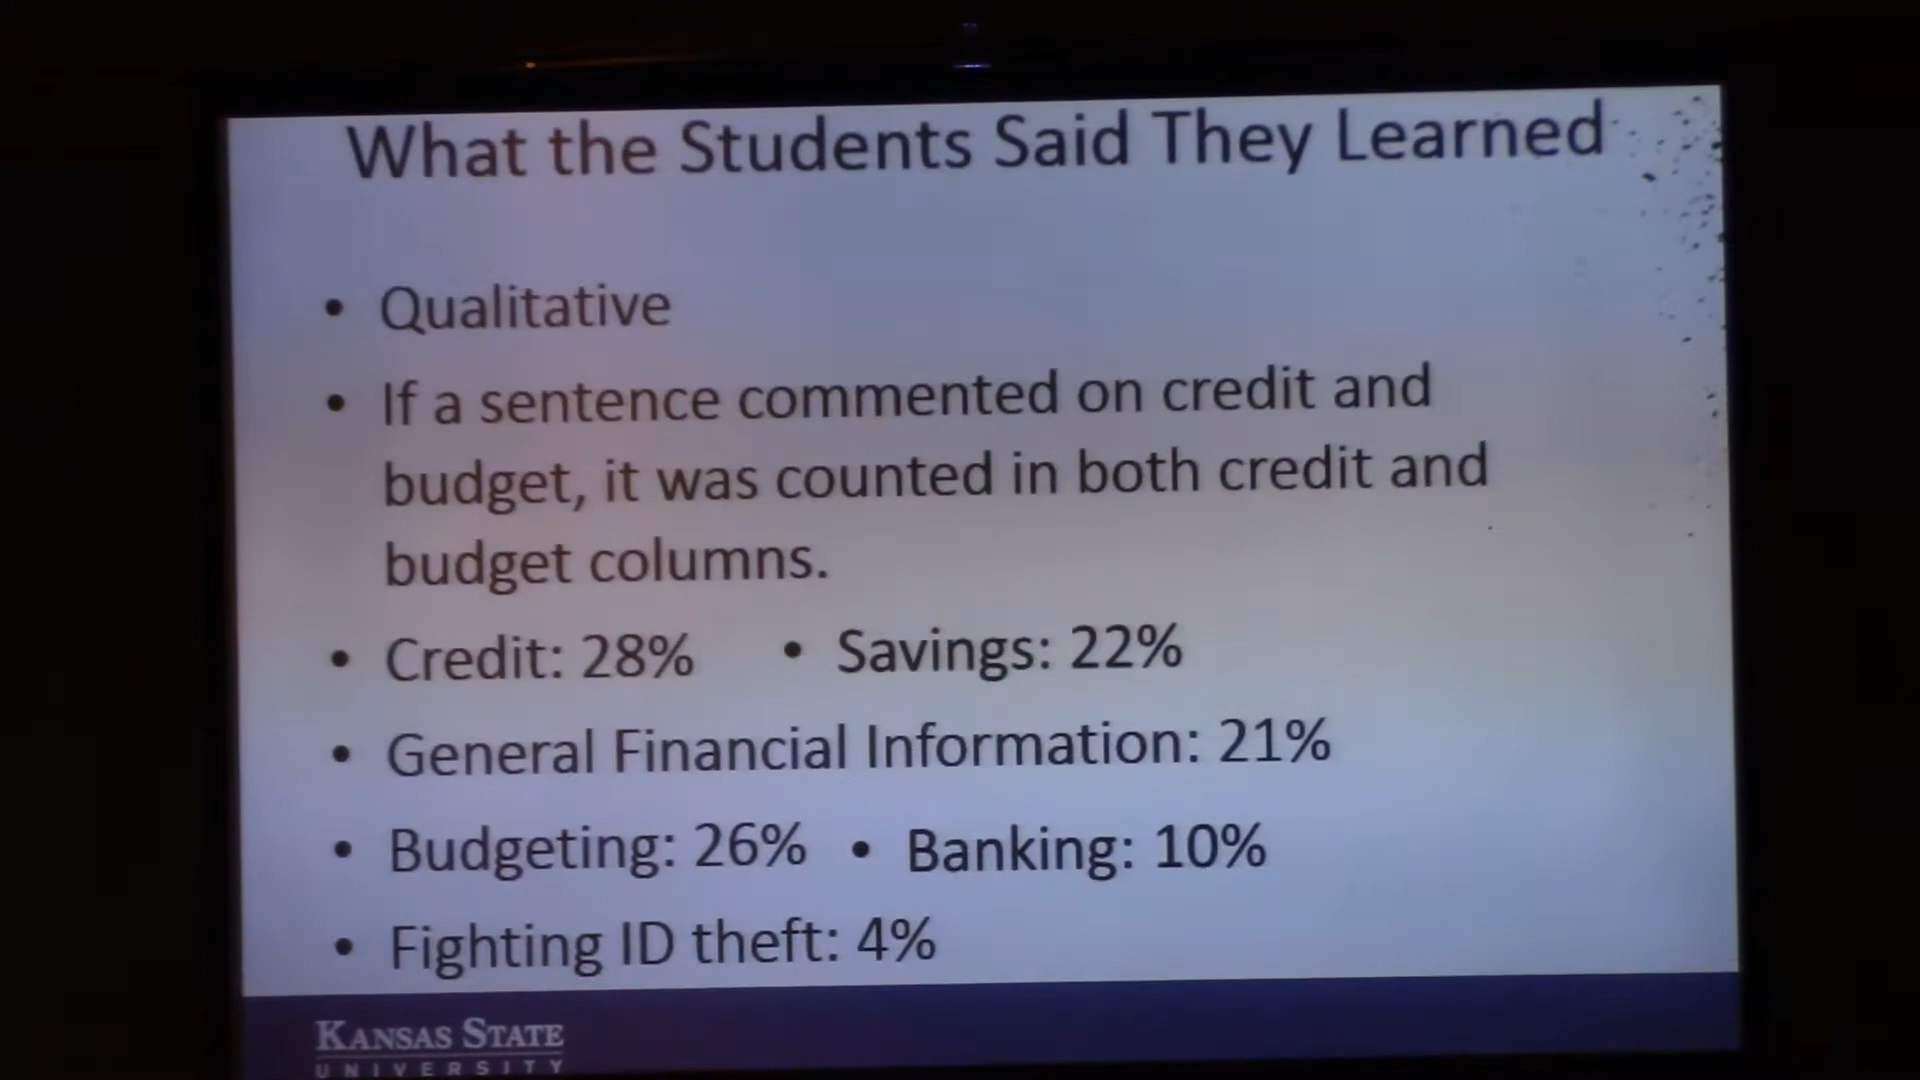 What the Students Said They Learned
• Qualitative
• If a sentence commented on credit and
budget, it was counted in both credit and
budget columns.
• Credit: 28% • Savings: 22%
• General Financial Information: 21%
• Budgeting: 26% • Banking: 10%
• Fighting ID theft: 4%
KANSAS STATE
UNIVERSITY